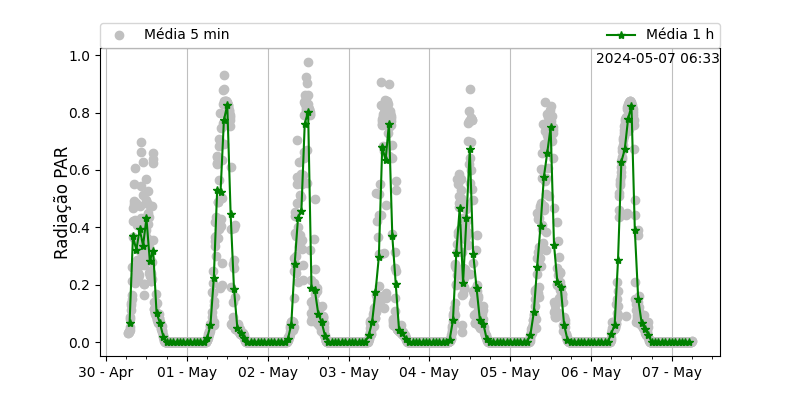 Média 5 min
Média 1 h
2024-05-07 06:33
Radiação PAR
1.0
0.8
0.6
0.4
0.2
0.0
30 - Apr
01 - May
02 - May
03 - May
04 - May
05 - May
06 - May
07 - May